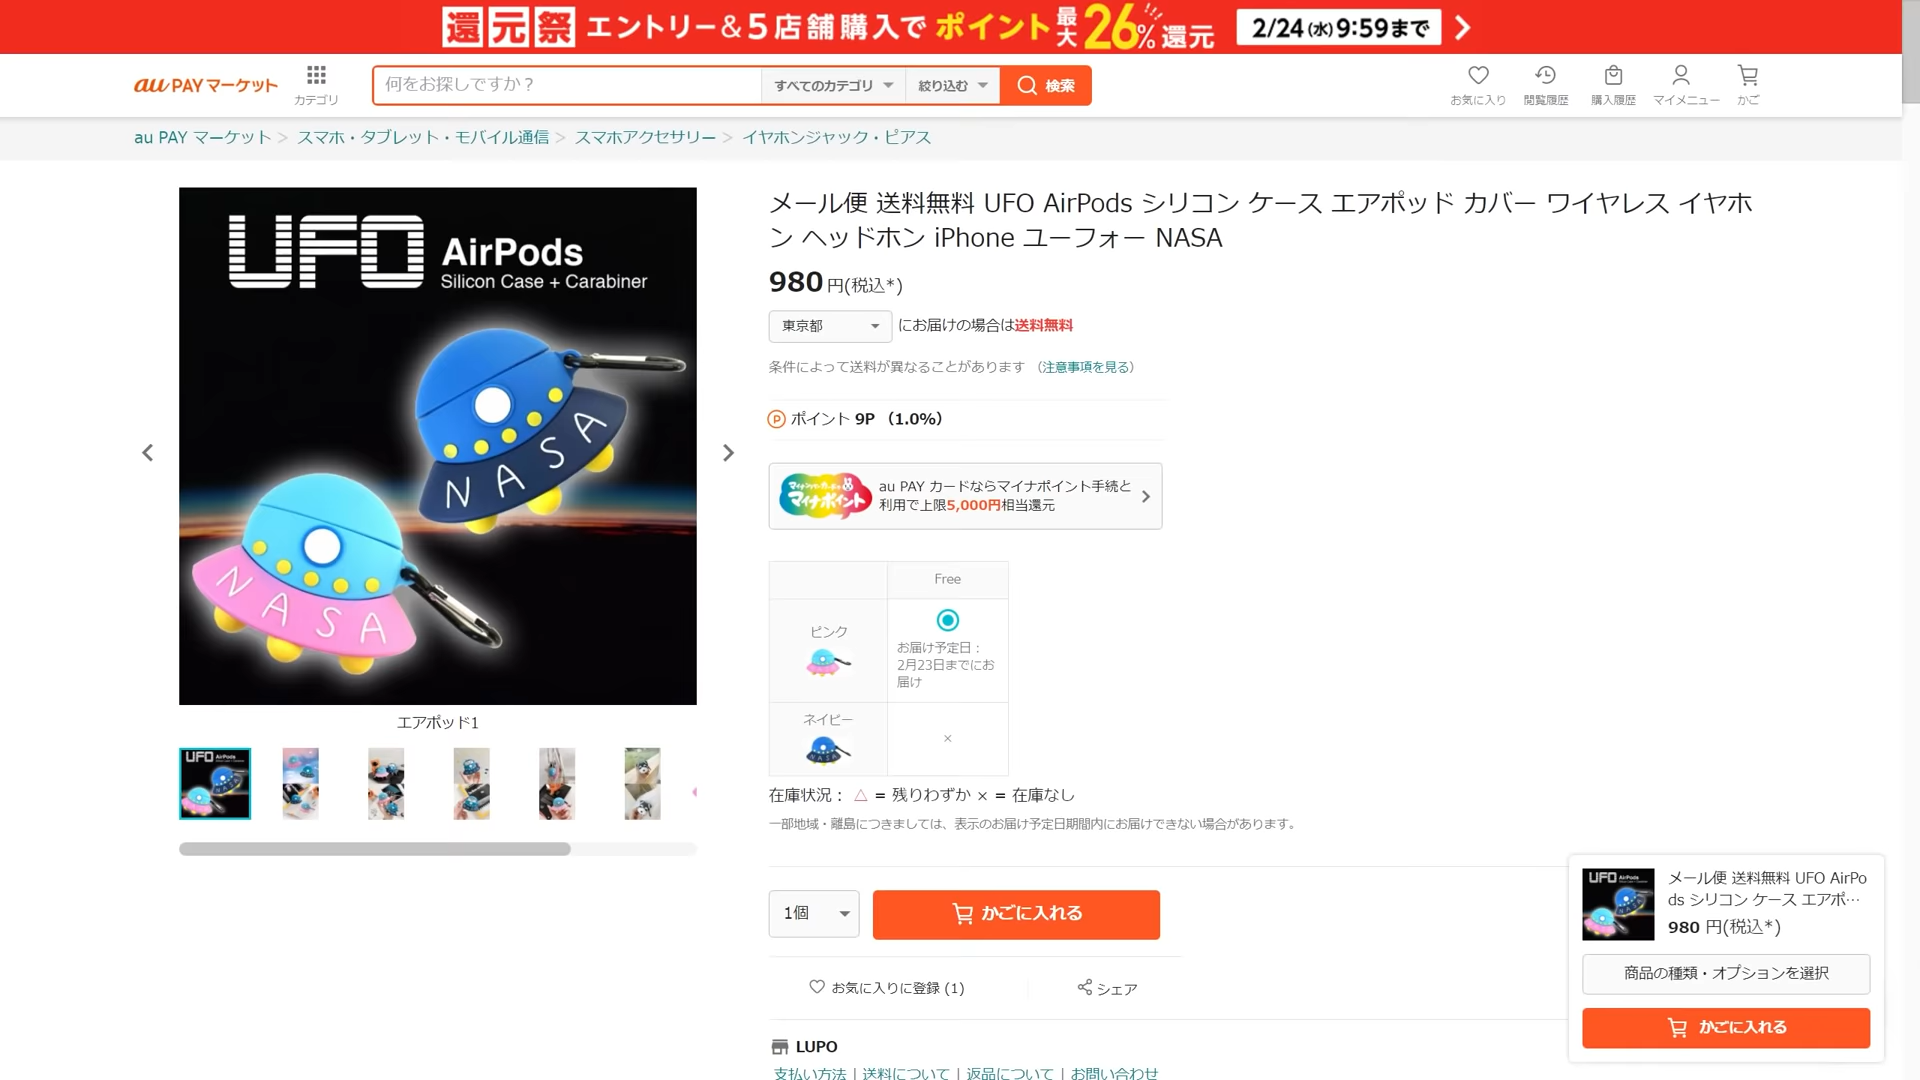 還元祭 エントリー&5店舗購入で ポイント最大26%還元 2/24(水)9:59まで
au PAY マーケット
カテゴリ
何をお探しですか？
すべてのカテゴリ
絞り込む
検索
お気に入り
閲覧履歴
購入履歴
マイメニュー
かご
au PAY マーケット > スマホ・タブレット・モバイル通信 > スマホアクセサリー > イヤホンジャック・ピアス
UFO AirPods
Silicon Case + Carabiner
NASA
NASA
エアポッド1
メール便 送料無料 UFO AirPods シリコン ケース エアポッド カバー ワイヤレス イヤホ
ン ヘッドホン iPhone ユーフォー NASA
980 円(税込*)
東京都 にお届けの場合は送料無料
条件によって送料が異なることがあります （注意事項を見る）
P ポイント 9P （1.0%）
マイナポイント
au PAY カードならマイナポイント手続と
利用で上限5,000円相当還元
Free
ピンク
お届け予定日：
2月23日までにお
届け
ネイビー
×
在庫状況： △ = 残りわずか × = 在庫なし
一部地域・離島につきましては、表示のお届け予定日期間内にお届けできない場合があります。
1個
かごに入れる
お気に入りに登録 (1)
シェア
LUPO
支払い方法 | 送料について | 返品について | お問い合わせ
UFO AirPods
メール便 送料無料 UFO AirPo
ds シリコン ケース エアポ…
980 円(税込*)
商品の種類・オプションを選択
かごに入れる